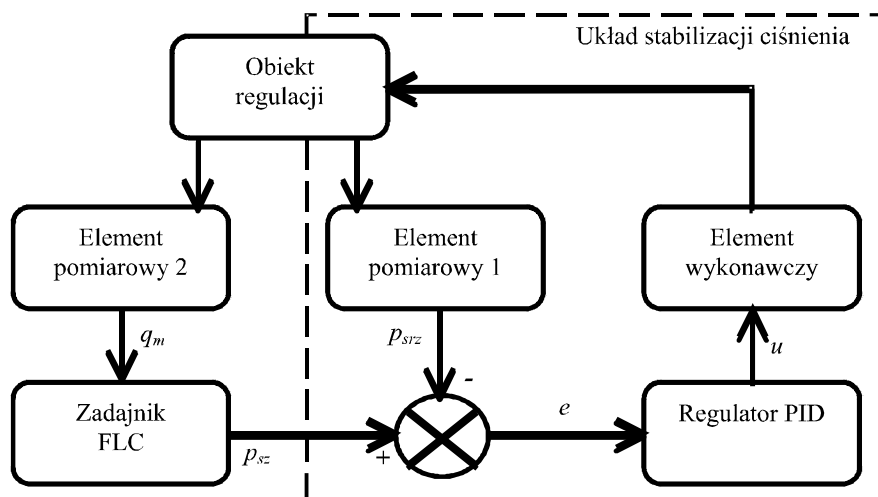 Układ stabilizacji ciśnienia
Obiekt
regulacji
Element
pomiarowy 2
Element
pomiarowy 1
Element
wykonawczy
qm
psrz
u
-
Zadajnik
FLC
psz
+
e
Regulator PID